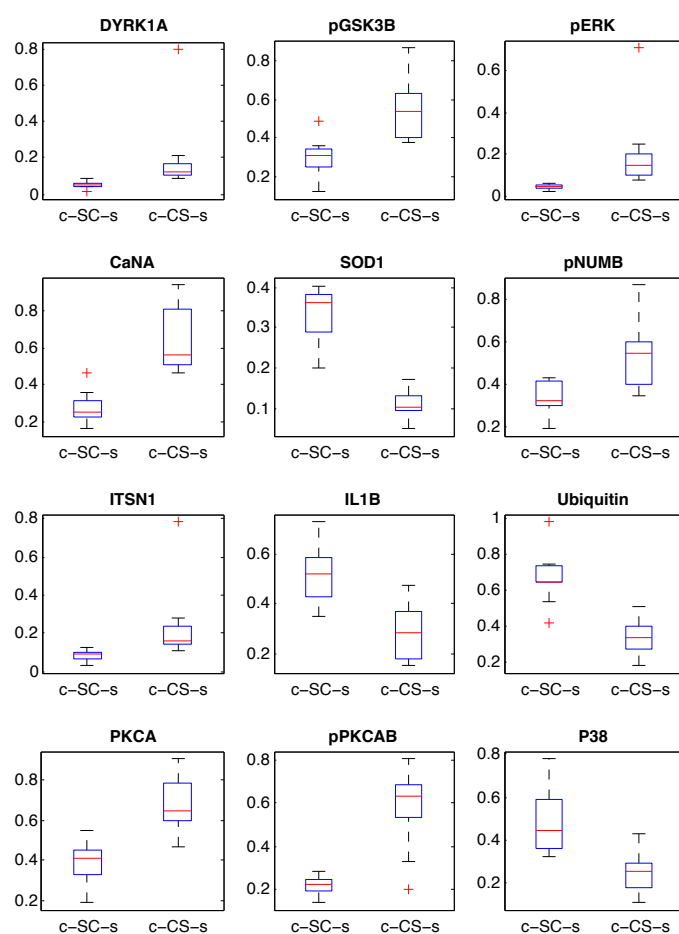 DYRK1A
0.8
0.6
0.4
0.2
0
c–SC–s c–CS–s
pGSK3B
0.8
0.6
0.4
0.2
c–SC–s c–CS–s
pERK
0.6
0.4
0.2
0
c–SC–s c–CS–s
CaNA
0.8
0.6
0.4
0.2
c–SC–s c–CS–s
SOD1
0.4
0.3
0.2
0.1
c–SC–s c–CS–s
pNUMB
0.8
0.6
0.4
0.2
c–SC–s c–CS–s
ITSN1
0.8
0.6
0.4
0.2
0
c–SC–s c–CS–s
IL1B
0.6
0.4
0.2
c–SC–s c–CS–s
Ubiquitin
1
0.8
0.6
0.4
0.2
c–SC–s c–CS–s
PKCA
0.8
0.6
0.4
0.2
c–SC–s c–CS–s
pPKCAB
0.8
0.6
0.4
0.2
c–SC–s c–CS–s
P38
0.8
0.6
0.4
0.2
c–SC–s c–CS–s